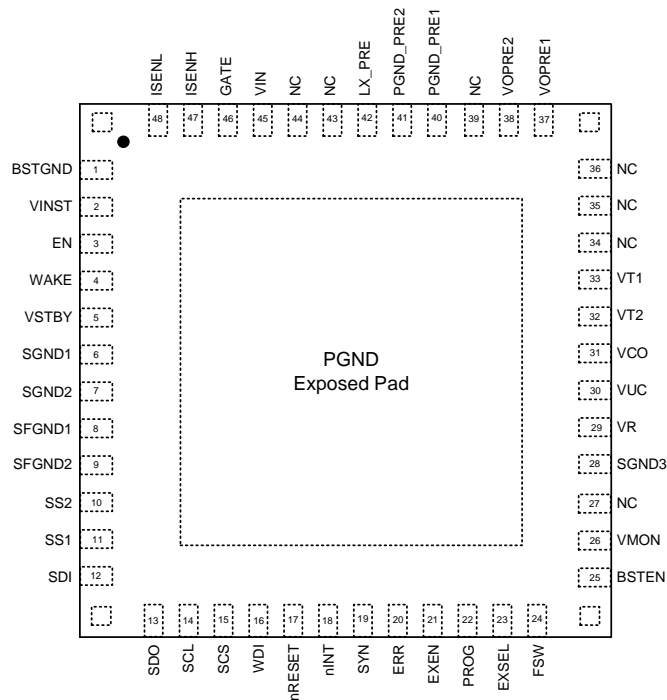 ISENL
ISENH
GATE
VIN
NC
NC
LX_PRE
PGND_PRE2
PGND_PRE1
NC
VOPRE2
VOPRE1
48
47
46
45
44
43
42
41
40
39
38
37
BSTGND 1
VINST 2
EN 3
WAKE 4
VSTBY 5
SGND1 6
SGND2 7
SFGND1 8
SFGND2 9
SS2 10
SS1 11
SDI 12
PGND
Exposed Pad
36 NC
35 NC
34 NC
33 VT1
32 VT2
31 VCO
30 VUC
29 VR
28 SGND3
27 NC
26 VMON
25 BSTEN
13
14
15
16
17
18
19
20
21
22
23
24
SDO
SCL
SCS
WDI
nRESET
nINT
SYN
ERR
EXEN
PROG
EXSEL
FSW